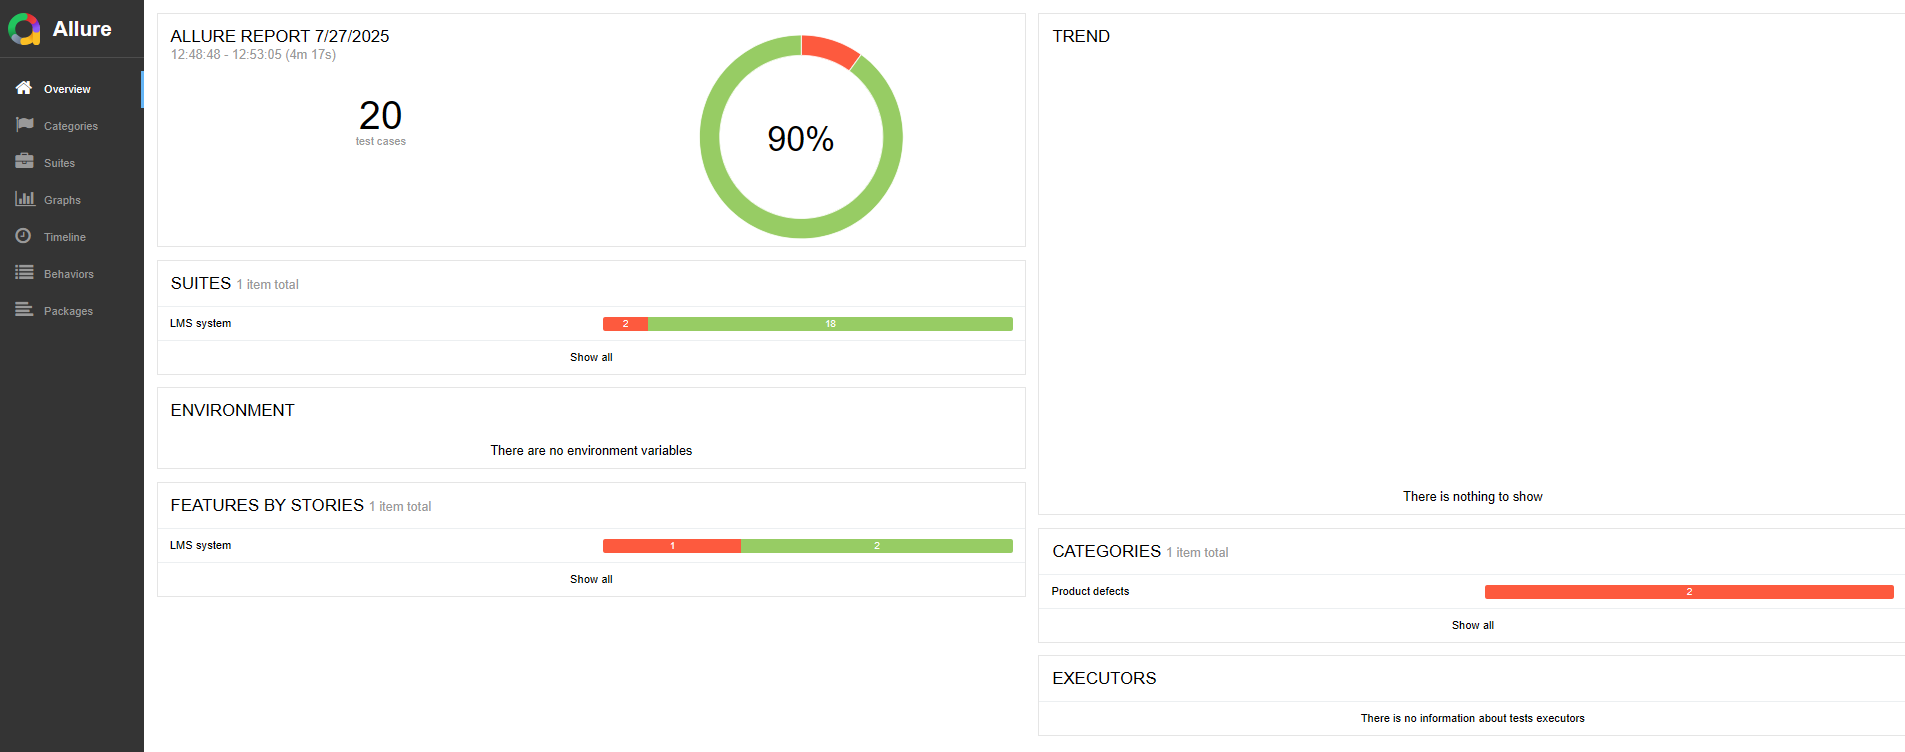 Allure
Overview
Categories
Suites
Graphs
Timeline
Behaviors
Packages
ALLURE REPORT 7/27/2025
12:48:48 - 12:53:05 (4m 17s)
20
test cases
90%
SUITES 1 item total
LMS system 2 18
Show all
ENVIRONMENT
There are no environment variables
FEATURES BY STORIES 1 item total
LMS system 1 2
Show all
TREND
There is nothing to show
CATEGORIES 1 item total
Product defects 2
Show all
EXECUTORS
There is no information about tests executors